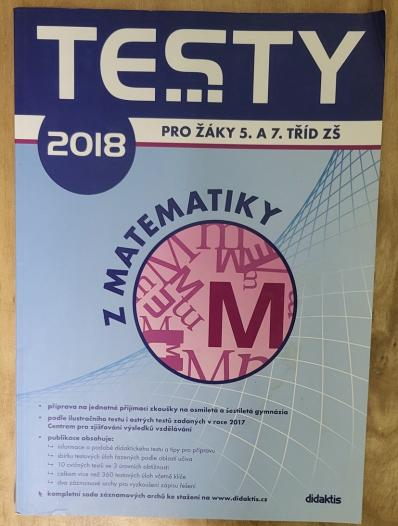 TESTY
2018
PRO ŽÁKY 5. A 7. TŘÍD ZŠ
Z MATEMATIKY
M
• příprava na jednotné přijímací zkoušky na osmiletá a šestiletá gymnázia
• podle ilustračního testu i ostrých testů zadaných v roce 2017
Centrem pro zjišťování výsledků vzdělávání
• publikace obsahuje:
↪ informace o podobě didaktického testu a tipy pro přípravu
↪ sbírku testových úloh řazených podle oblastí učiva
↪ 10 cvičných testů ve 3 úrovních obtížnosti
↪ celkem více než 360 testových úloh včetně klíče
↪ dva záznamové archy pro vyzkoušení zápisu řešení
kompletní sada záznamových archů ke stažení na www.didaktis.cz
didaktis